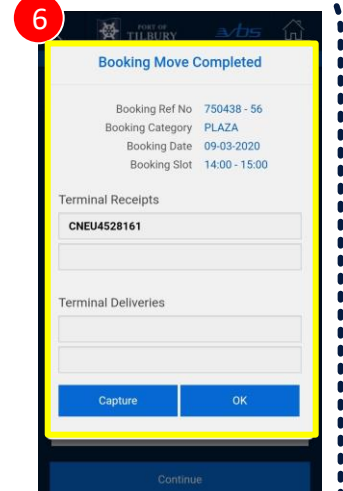 6
PORT OF
TILBURY
vbs
Booking Move Completed
Booking Ref No 750438 - 56
Booking Category PLAZA
Booking Date 09-03-2020
Booking Slot 14:00 - 15:00
Terminal Receipts
CNEU4528161
Terminal Deliveries
Capture OK
Continue